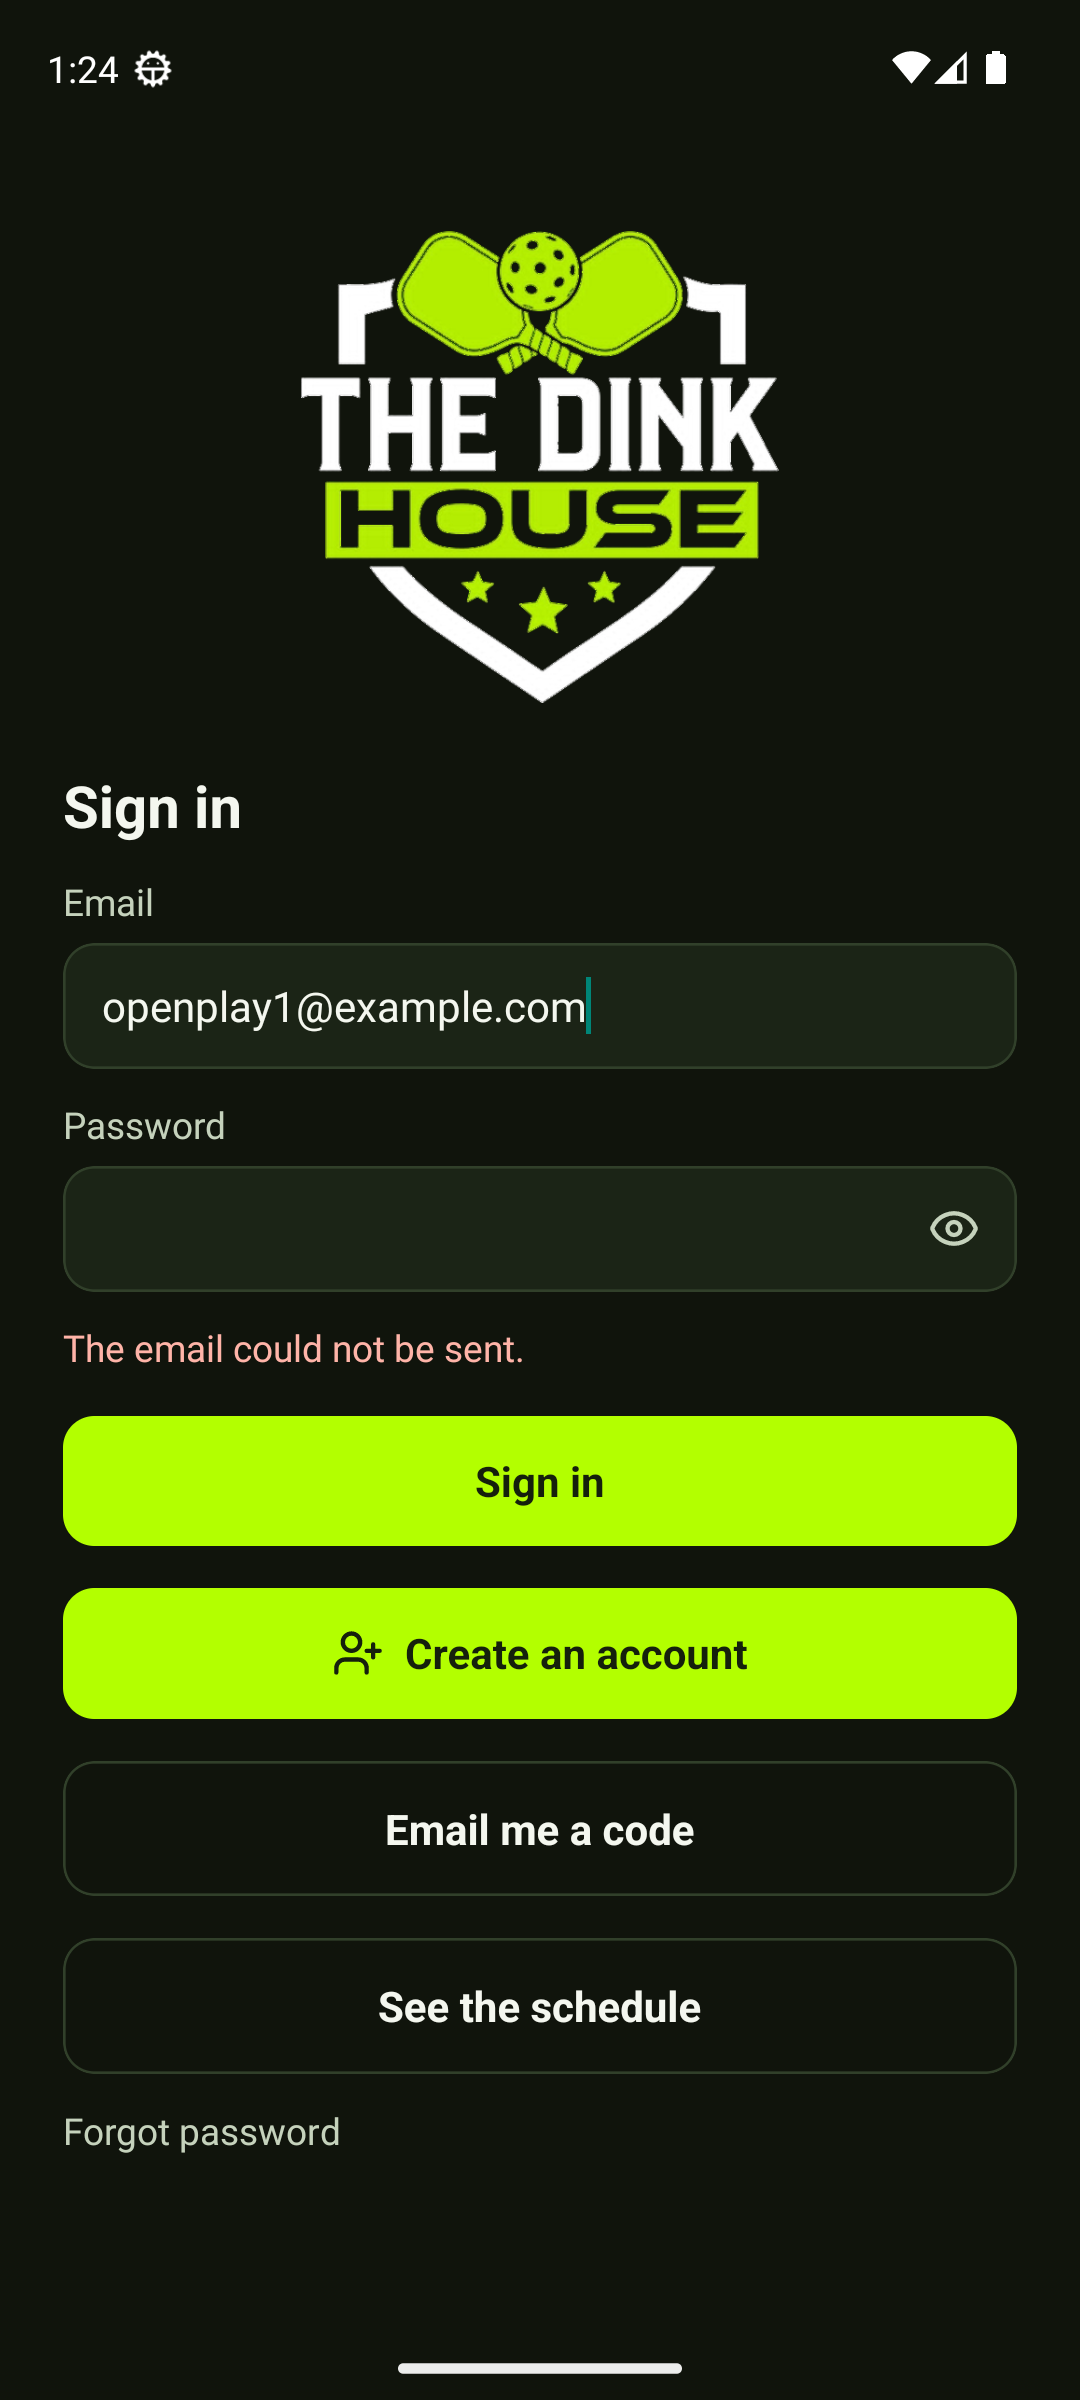 1:24
THE DINK
HOUSE
Sign in
Email
openplay1@example.com
Password
The email could not be sent.
Sign in
Create an account
Email me a code
See the schedule
Forgot password